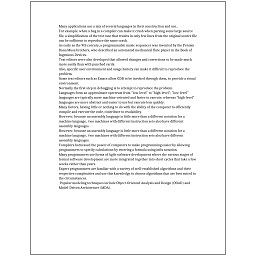 Many applications use a mix of several languages in their construction and use.
For example, when a bug in a compiler can make it crash when parsing some large source
file, a simplification of the test case that results in only few lines from the original source file
can be sufficient to reproduce the same crash.
As early as the 9th century, a programmable music sequencer was invented by the Persian
Banu Musa brothers, who described an automated mechanical flute player in the Book of
Ingenious Devices.
Text editors were also developed that allowed changes and corrections to be made much
more easily than with punched cards.
Also, specific user environment and usage history can make it difficult to reproduce the
problem.
Some text editors such as Emacs allow GDB to be invoked through them, to provide a visual
environment.
Normally the first step in debugging is to attempt to reproduce the problem.
Languages form an approximate spectrum from "low-level" to "high-level"; "low-level"
languages are typically more machine-oriented and faster to execute, whereas "high-level"
languages are more abstract and easier to use but execute less quickly.
Many factors, having little or nothing to do with the ability of the computer to efficiently
compile and execute the code, contribute to readability.
However, because an assembly language is little more than a different notation for a
machine language, two machines with different instruction sets also have different
assembly languages.
However, because an assembly language is little more than a different notation for a
machine language, two machines with different instruction sets also have different
assembly languages.
Compilers harnessed the power of computers to make programming easier by allowing
programmers to specify calculations by entering a formula using infix notation.
Many programmers use forms of Agile software development where the various stages of
formal software development are more integrated together into short cycles that take a few
weeks rather than years.
Expert programmers are familiar with a variety of well-established algorithms and their
respective complexities and use this knowledge to choose algorithms that are best suited to
the circumstances.
Popular modeling techniques include Object-Oriented Analysis and Design (OOAD) and
Model-Driven Architecture (MDA).